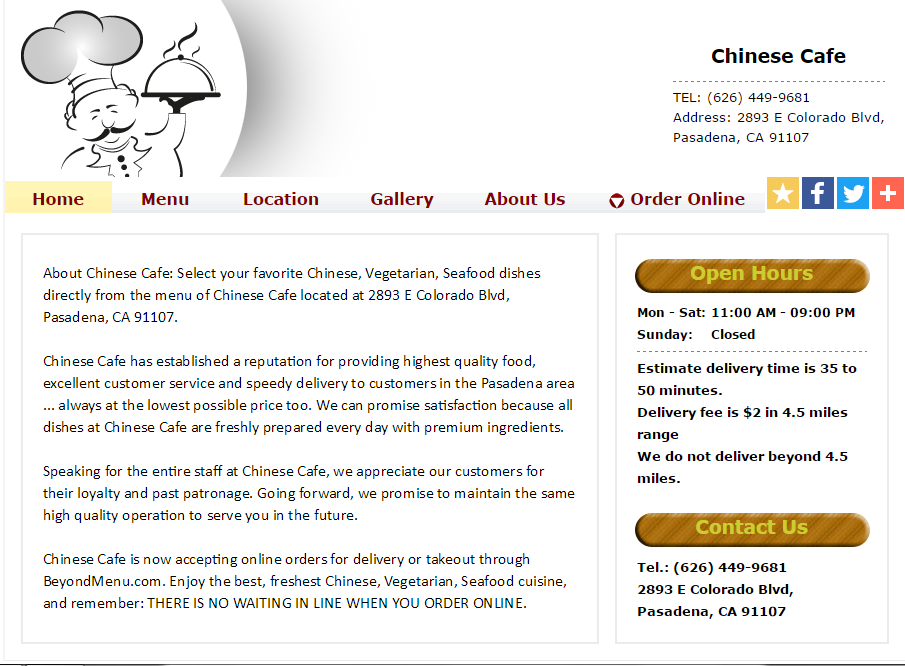 Chinese Cafe
TEL: (626) 449-9681
Address: 2893 E Colorado Blvd,
Pasadena, CA 91107
Home Menu Location Gallery About Us Order Online
About Chinese Cafe: Select your favorite Chinese, Vegetarian, Seafood dishes
directly from the menu of Chinese Cafe located at 2893 E Colorado Blvd,
Pasadena, CA 91107.
Chinese Cafe has established a reputation for providing highest quality food,
excellent customer service and speedy delivery to customers in the Pasadena area
... always at the lowest possible price too. We can promise satisfaction because all
dishes at Chinese Cafe are freshly prepared every day with premium ingredients.
Speaking for the entire staff at Chinese Cafe, we appreciate our customers for
their loyalty and past patronage. Going forward, we promise to maintain the same
high quality operation to serve you in the future.
Chinese Cafe is now accepting online orders for delivery or takeout through
BeyondMenu.com. Enjoy the best, freshest Chinese, Vegetarian, Seafood cuisine,
and remember: THERE IS NO WAITING IN LINE WHEN YOU ORDER ONLINE.
Open Hours
Mon - Sat: 11:00 AM - 09:00 PM
Sunday: Closed
Estimate delivery time is 35 to
50 minutes.
Delivery fee is $2 in 4.5 miles
range
We do not deliver beyond 4.5
miles.
Contact Us
Tel.: (626) 449-9681
2893 E Colorado Blvd,
Pasadena, CA 91107